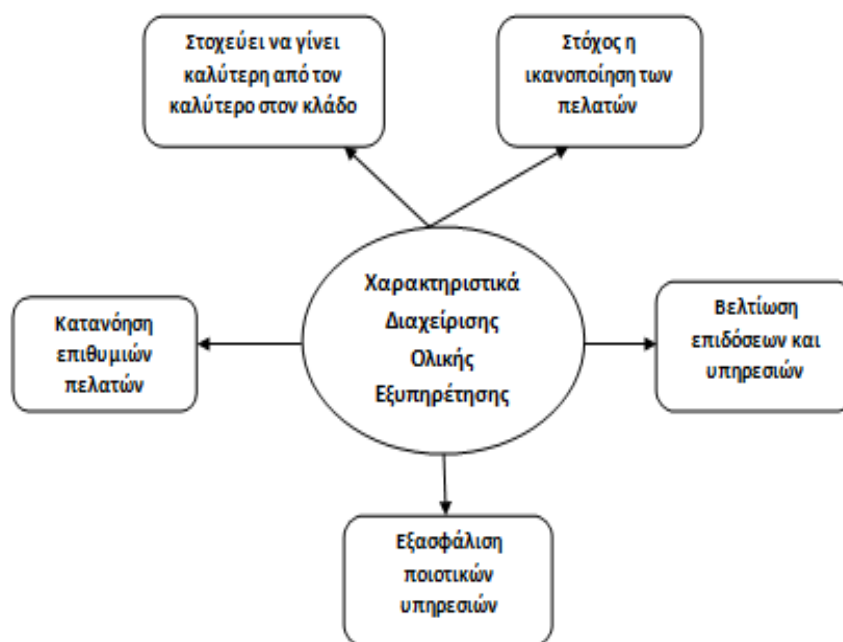 Στοχεύει να γίνει
καλύτερη από τον
καλύτερο στον κλάδο
Στόχος η
ικανοποίηση των
πελατών
Χαρακτηριστικά
Διαχείρισης
Ολικής
Εξυπηρέτησης
Κατανόηση
επιθυμιών
πελατών
Βελτίωση
επιδόσεων και
υπηρεσιών
Εξασφάλιση
ποιοτικών
υπηρεσιών